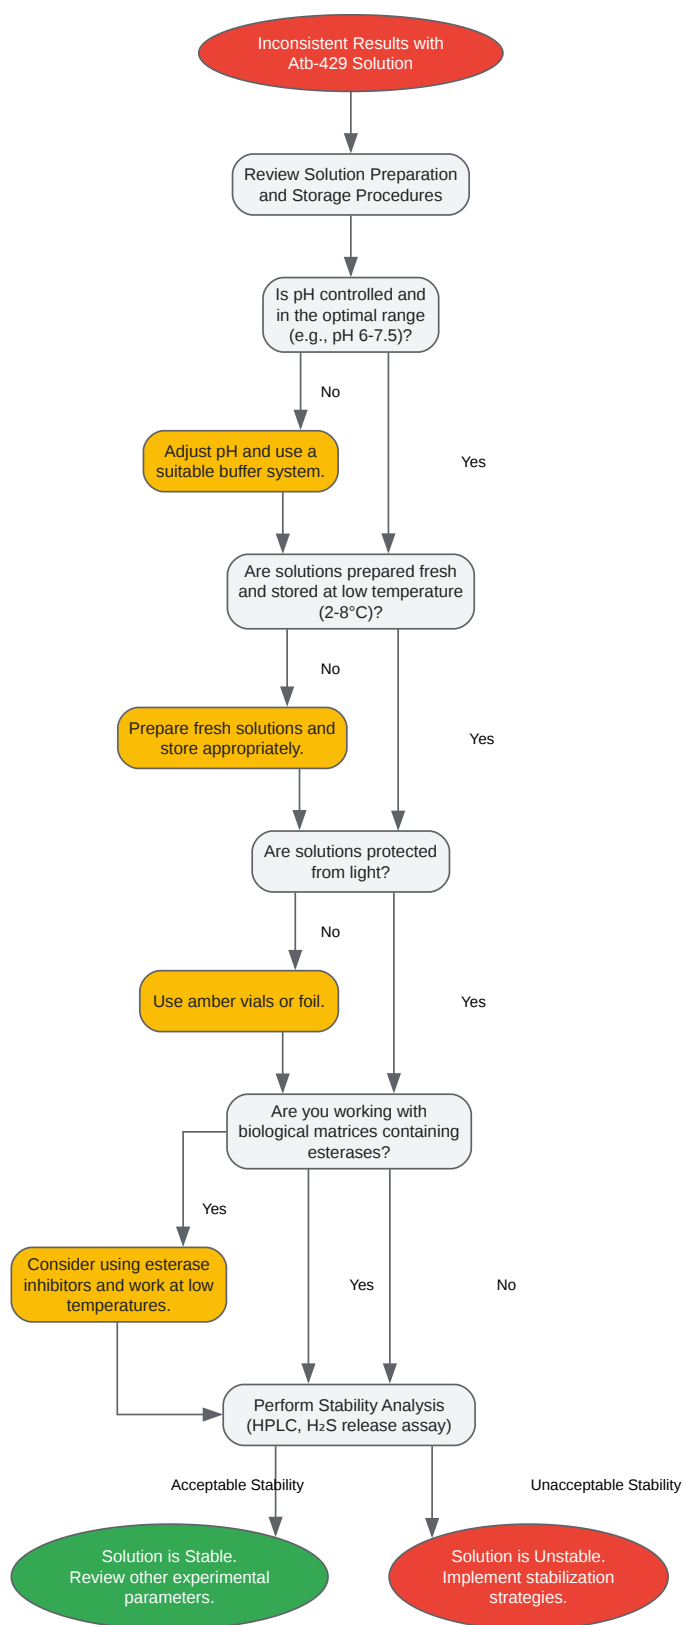 Inconsistent Results with
Atb-429 Solution
Review Solution Preparation
and Storage Procedures
Is pH controlled and
in the optimal range
(e.g., pH 6-7.5)?
No
Adjust pH and use a
suitable buffer system.
Yes
Are solutions prepared fresh
and stored at low temperature
(2-8°C)?
No
Prepare fresh solutions and
store appropriately.
Yes
Are solutions protected
from light?
No
Use amber vials or foil.
Yes
Are you working with
biological matrices containing
esterases?
Yes
Consider using esterase
inhibitors and work at low
temperatures.
Yes
No
Perform Stability Analysis
(HPLC, H₂S release assay)
Acceptable Stability
Unacceptable Stability
Solution is Stable.
Review other experimental
parameters.
Solution is Unstable.
Implement stabilization
strategies.